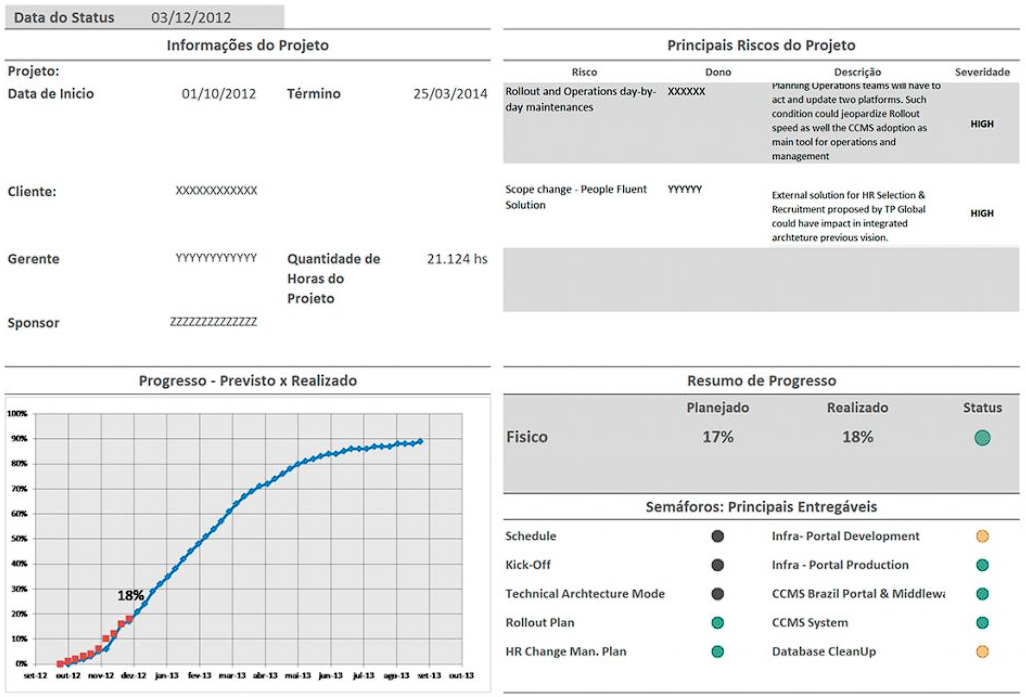 Data do Status 03/12/2012
Informações do Projeto
Projeto:
Data de Inicio 01/10/2012 Término 25/03/2014
Cliente: XXXXXXXXXXXX
Gerente YYYYYYYYYYYY Quantidade de 21.124 hs
Horas do
Projeto
Sponsor ZZZZZZZZZZZZZZ
Principais Riscos do Projeto
Risco Dono Descrição Severidade
Rollout and Operations day-by- XXXXXX
day maintenances
Planning Operations teams will have to
act and update two platforms. Such
condition could jeopardize Rollout
speed as well the CCMS adoption as
main tool for operations and
management
HIGH
Scope change - People Fluent YYYYYY
Solution
External solution for HR Selection &
Recruitment proposed by TP Global
could have impact in integrated
archteture previous vision.
HIGH
Progresso - Previsto x Realizado
100%
90%
80%
70%
60%
50%
40%
30%
20%
10%
0%
18%
set-12 out-12 nov-12 dez-12 jan-13 fev-13 mar-13 abr-13 mai-13 jun-13 jul-13 ago-13 set-13 out-13
Resumo de Progresso
Planejado Realizado Status
Fisico 17% 18%
Semáforos: Principais Entregáveis
Schedule Infra- Portal Development
Kick-Off Infra - Portal Production
Technical Archtecture Mode CCMS Brazil Portal & Middlewa
Rollout Plan CCMS System
HR Change Man. Plan Database CleanUp